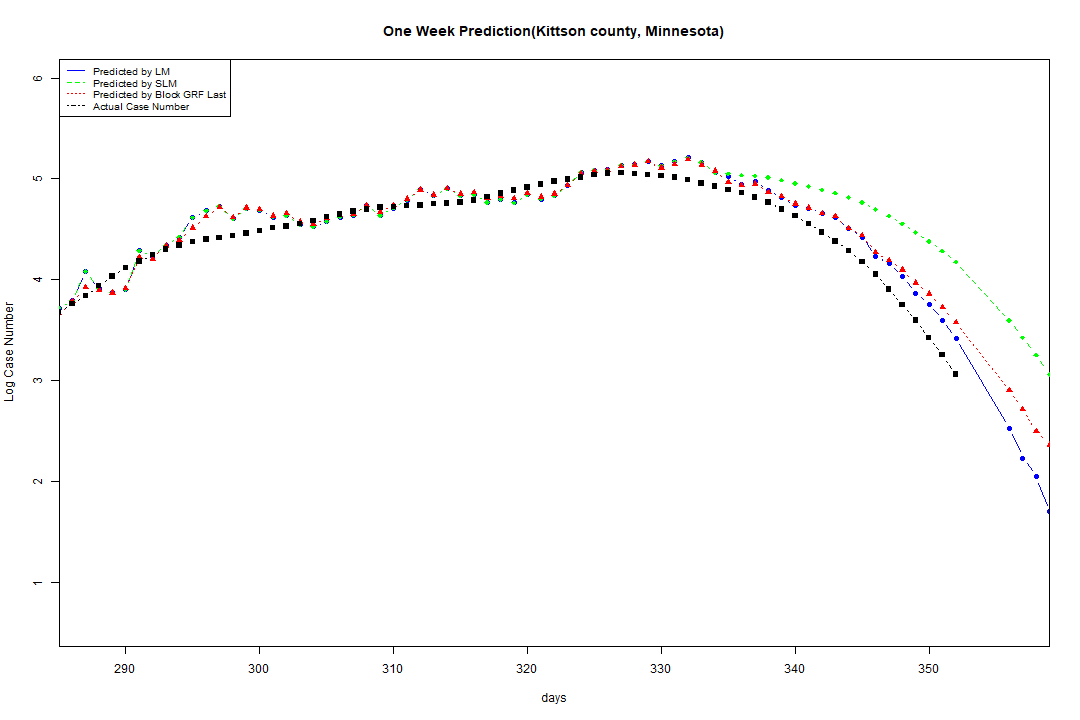 One Week Prediction(Kittson county, Minnesota)
Predicted by LM
Predicted by SLM
Predicted by Block GRF Last
Actual Case Number
6
5
4
3
2
1
Log Case Number
290 300 310 320 330 340 350
days